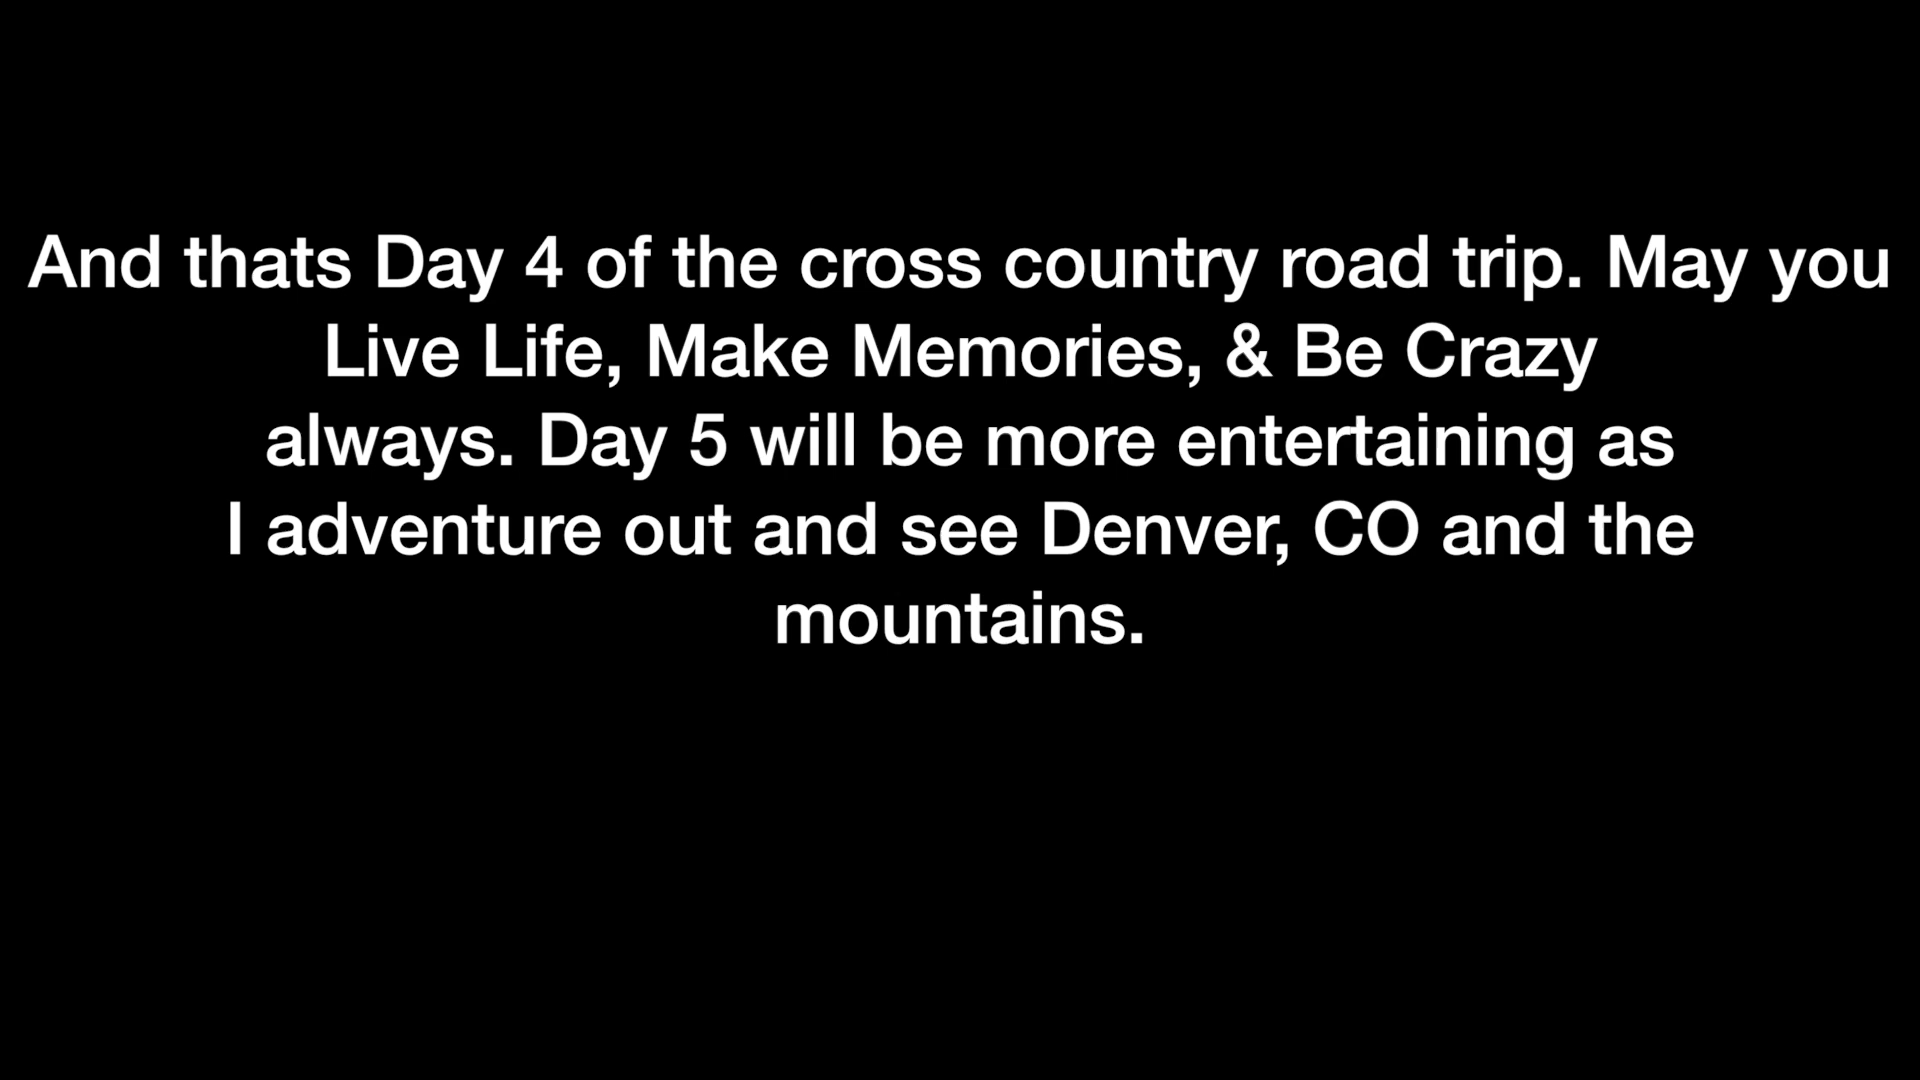 And thats Day 4 of the cross country road trip. May you
Live Life, Make Memories, & Be Crazy
always. Day 5 will be more entertaining as
I adventure out and see Denver, CO and the
mountains.